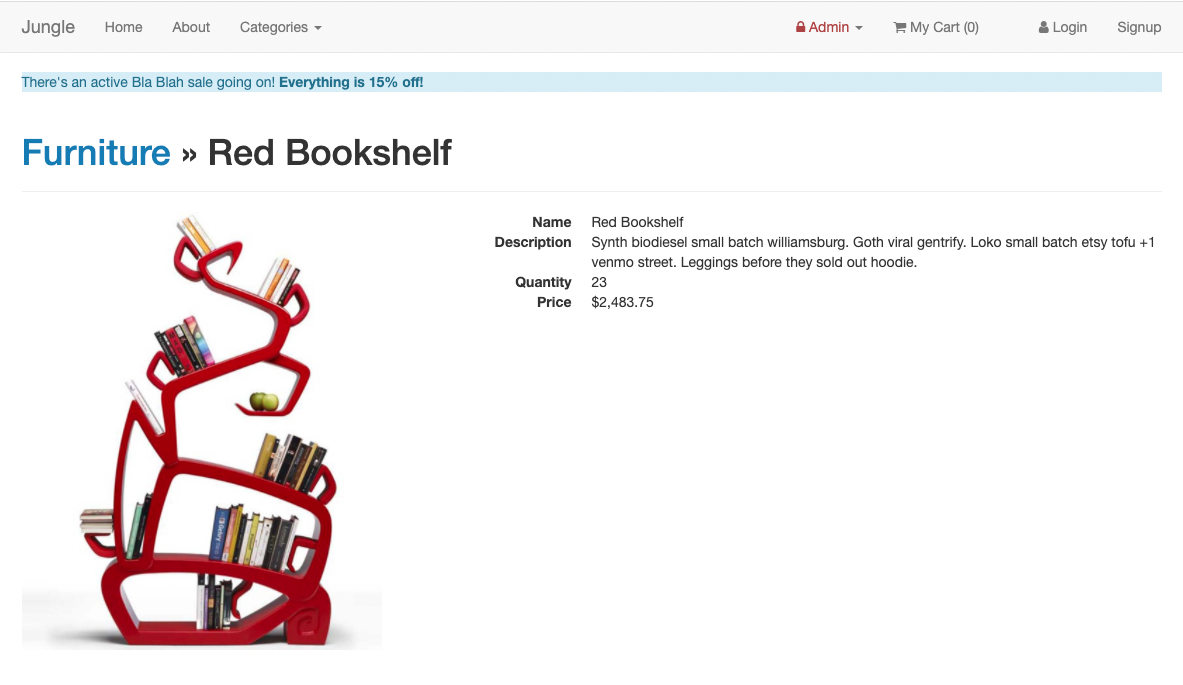 Jungle Home About Categories Admin My Cart (0) Login Signup
There's an active Bla Blah sale going on! Everything is 15% off!
Furniture » Red Bookshelf
Name Red Bookshelf
Description Synth biodiesel small batch williamsburg. Goth viral gentrify. Loko small batch etsy tofu +1
venmo street. Leggings before they sold out hoodie.
Quantity 23
Price $2,483.75